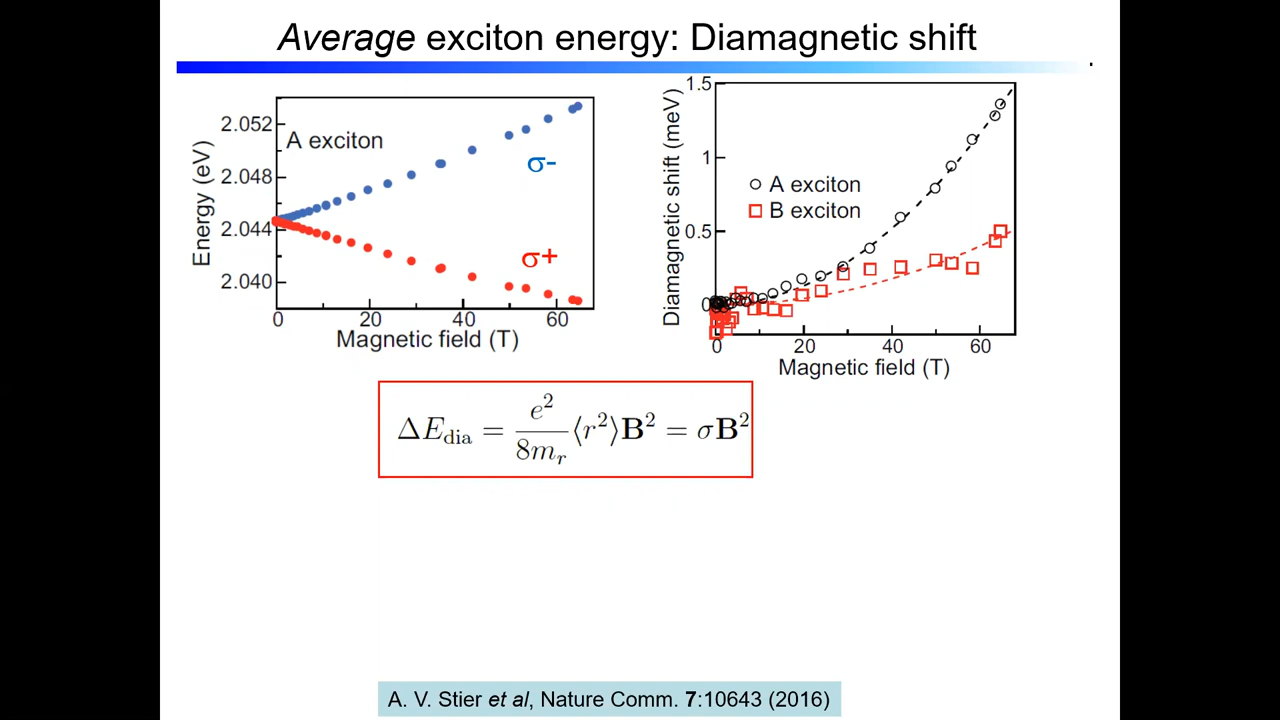 Average exciton energy: Diamagnetic shift
2.052
2.048
2.044
2.040
Energy (eV)
A exciton
σ-
σ+
0 20 40 60
Magnetic field (T)
1.5
1
0.5
0
Diamagnetic shift (meV)
A exciton
B exciton
0 20 40 60
Magnetic field (T)
ΔE_dia = e²/8m_r ⟨r²⟩B² = σB²
A. V. Stier et al, Nature Comm. 7:10643 (2016)